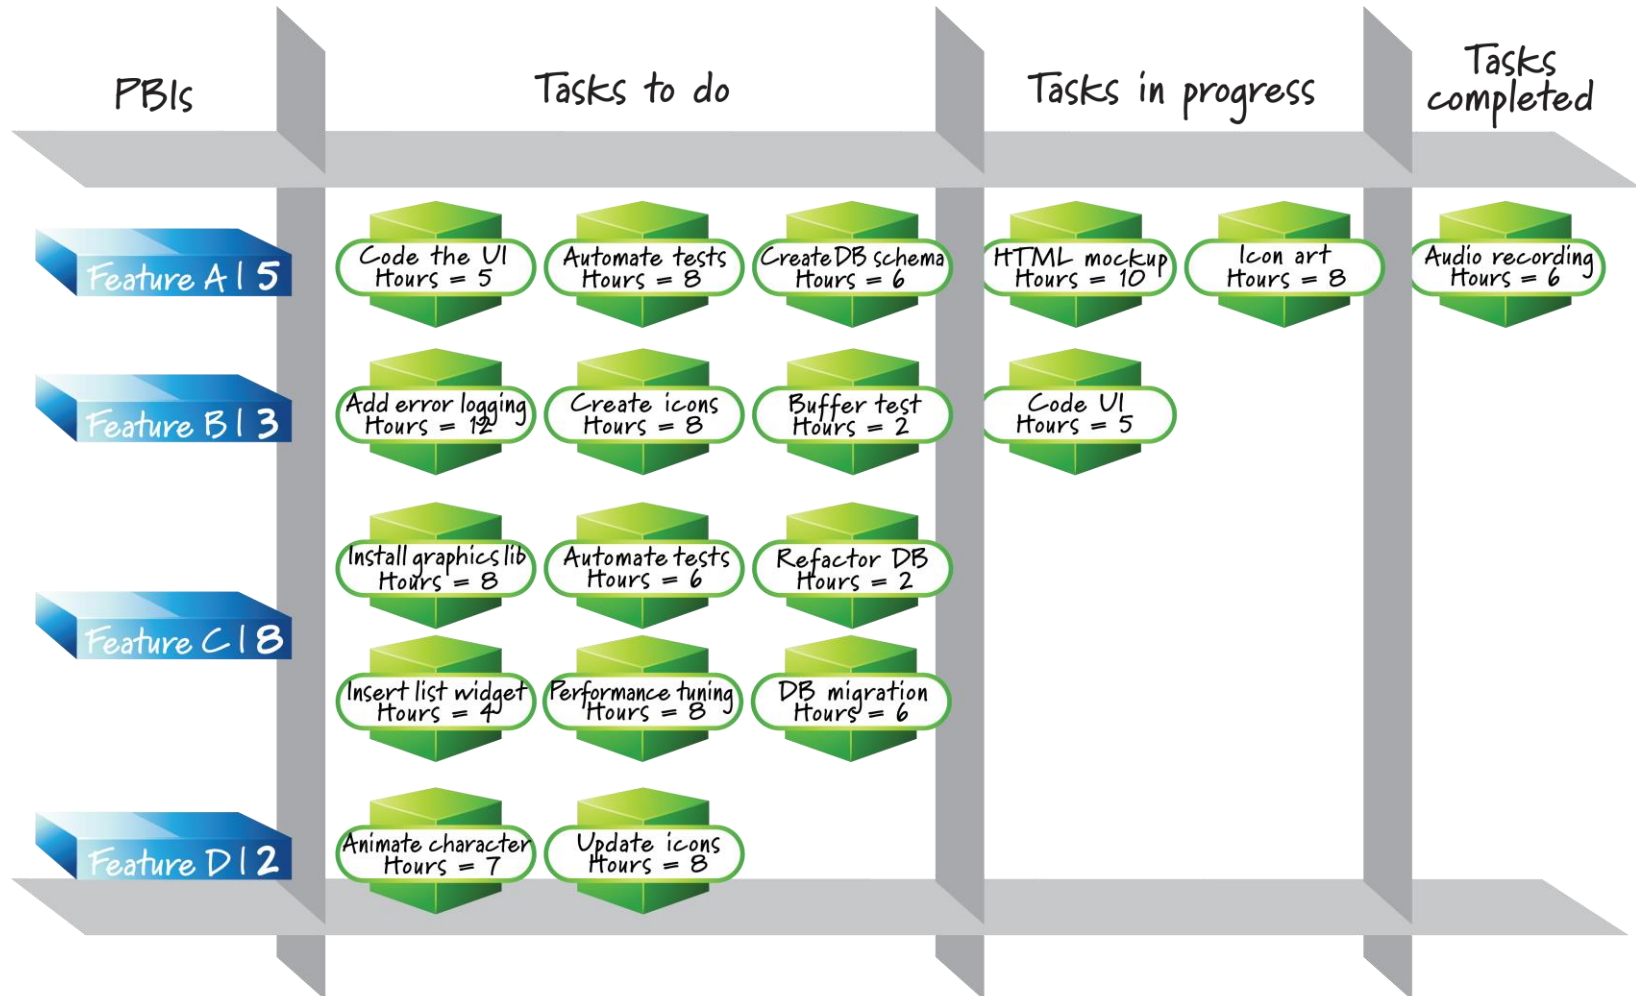 PBIs
Tasks to do
Tasks in progress
Tasks
completed
Feature A | 5
Code the UI
Hours = 5
Automate tests
Hours = 8
Create DB schema
Hours = 6
HTML mockup
Hours = 10
Icon art
Hours = 8
Audio recording
Hours = 6
Feature B | 3
Add error logging
Hours = 12
Create icons
Hours = 8
Buffer test
Hours = 2
Code UI
Hours = 5
Feature C | 8
Install graphics lib
Hours = 8
Automate tests
Hours = 6
Refactor DB
Hours = 2
Insert list widget
Hours = 4
Performance tuning
Hours = 8
DB migration
Hours = 6
Feature D | 2
Animate character
Hours = 7
Update icons
Hours = 8